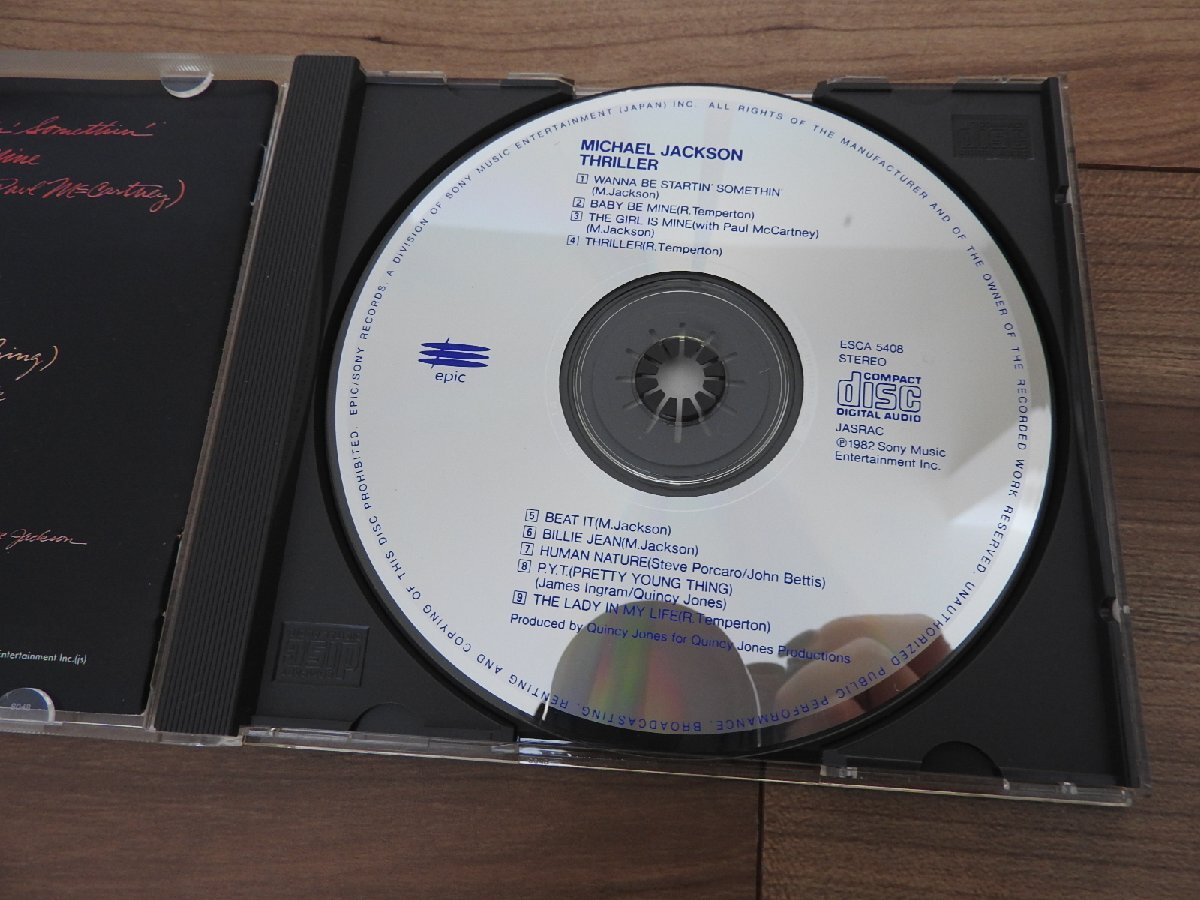 Somethin'
Mine
Paul McCartney)
Jackson
Entertainment Inc.(js)
MICHAEL JACKSON
THRILLER
1 WANNA BE STARTIN' SOMETHIN'
(M.Jackson)
2 BABY BE MINE(R.Temperton)
3 THE GIRL IS MINE(with Paul McCartney)
(M.Jackson)
4 THRILLER(R.Temperton)
epic
ESCA 5408
STEREO
COMPACT
disc
DIGITAL AUDIO
JASRAC
℗1982 Sony Music
Entertainment Inc.
5 BEAT IT(M.Jackson)
6 BILLIE JEAN(M.Jackson)
7 HUMAN NATURE(Steve Porcaro/John Bettis)
8 P.Y.T.(PRETTY YOUNG THING)
(James Ingram/Quincy Jones)
9 THE LADY IN MY LIFE(R.Temperton)
Produced by Quincy Jones for Quincy Jones Productions
EPIC/SONY RECORDS. A DIVISION OF SONY MUSIC ENTERTAINMENT (JAPAN) INC. ALL RIGHTS OF THE MANUFACTURER AND OF THE OWNER OF THE RECORDED WORK RESERVED. UNAUTHORIZED PUBLIC PERFORMANCE. BROADCASTING. RENTING AND COPYING OF THIS DISC PROHIBITED.